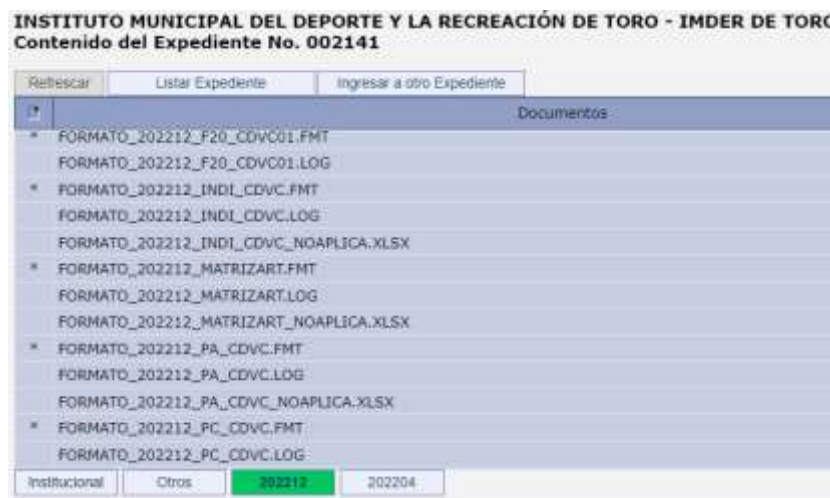 INSTITUTO MUNICIPAL DEL DEPORTE Y LA RECREACIÓN DE TORO - IMDER DE TORO
Contenido del Expediente No. 002141
Refrescar Listar Expediente Ingresar a otro Expediente
Documentos
* FORMATO_202212_F20_CDVC01.FMT
FORMATO_202212_F20_CDVC01.LOG
* FORMATO_202212_INDI_CDVC.FMT
FORMATO_202212_INDI_CDVC.LOG
FORMATO_202212_INDI_CDVC_NOAPLICA.XLSX
* FORMATO_202212_MATRIZART.FMT
FORMATO_202212_MATRIZART.LOG
FORMATO_202212_MATRIZART_NOAPLICA.XLSX
* FORMATO_202212_PA_CDVC.FMT
FORMATO_202212_PA_CDVC.LOG
FORMATO_202212_PA_CDVC_NOAPLICA.XLSX
* FORMATO_202212_PC_CDVC.FMT
FORMATO_202212_PC_CDVC.LOG
Institucional Otros 202212 202204